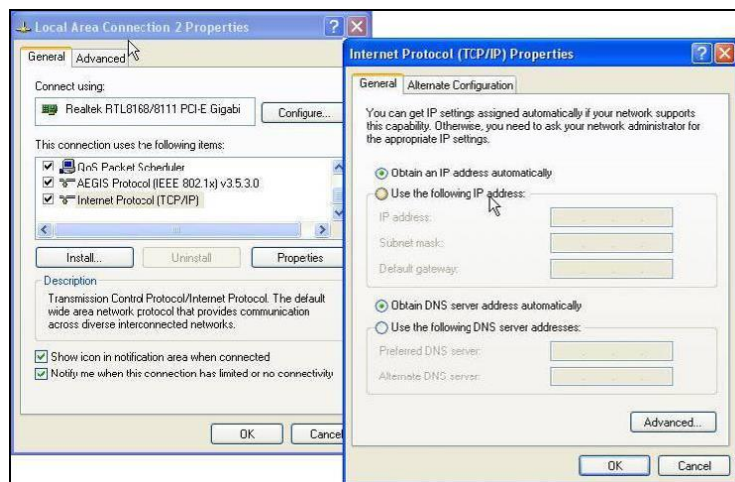 Local Area Connection 2 Properties
General
Advanced
Connect using:
Realtek RTL8168/8111 PCI-E Gigabi
Configure...
This connection uses the following items:
QoS Packet Scheduler
AEGIS Protocol (IEEE 802.1x) v3.5.3.0
Internet Protocol (TCP/IP)
Install...
Uninstall
Properties
Description
Transmission Control Protocol/Internet Protocol. The default
wide area network protocol that provides communication
across diverse interconnected networks.
Show icon in notification area when connected
Notify me when this connection has limited or no connectivity
OK
Cancel
Internet Protocol (TCP/IP) Properties
General
Alternate Configuration
You can get IP settings assigned automatically if your network supports
this capability. Otherwise, you need to ask your network administrator for
the appropriate IP settings.
Obtain an IP address automatically
Use the following IP address:
IP address:
Subnet mask:
Default gateway:
Obtain DNS server address automatically
Use the following DNS server addresses:
Preferred DNS server:
Alternate DNS server:
Advanced...
OK
Cancel